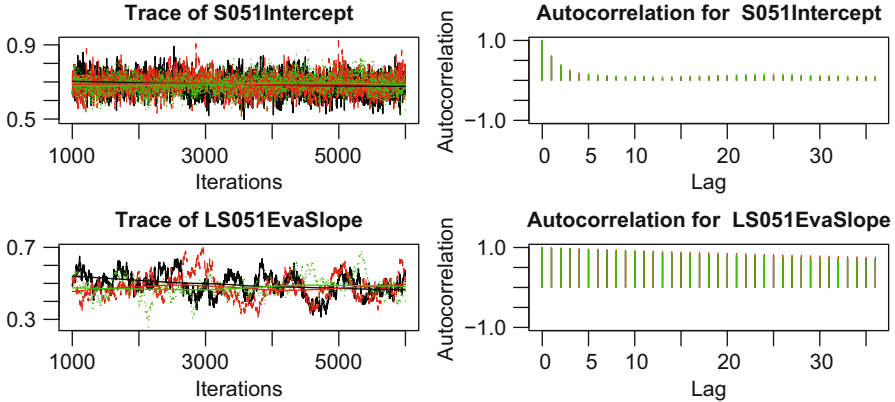 Trace of S051Intercept
0.9
0.5
1000 3000 5000
Iterations
Autocorrelation for S051Intercept
Autocorrelation
1.0
−1.0
0 5 10 20 30
Lag
Trace of LS051EvaSlope
0.7
0.3
1000 3000 5000
Iterations
Autocorrelation for LS051EvaSlope
Autocorrelation
1.0
−1.0
0 5 10 20 30
Lag